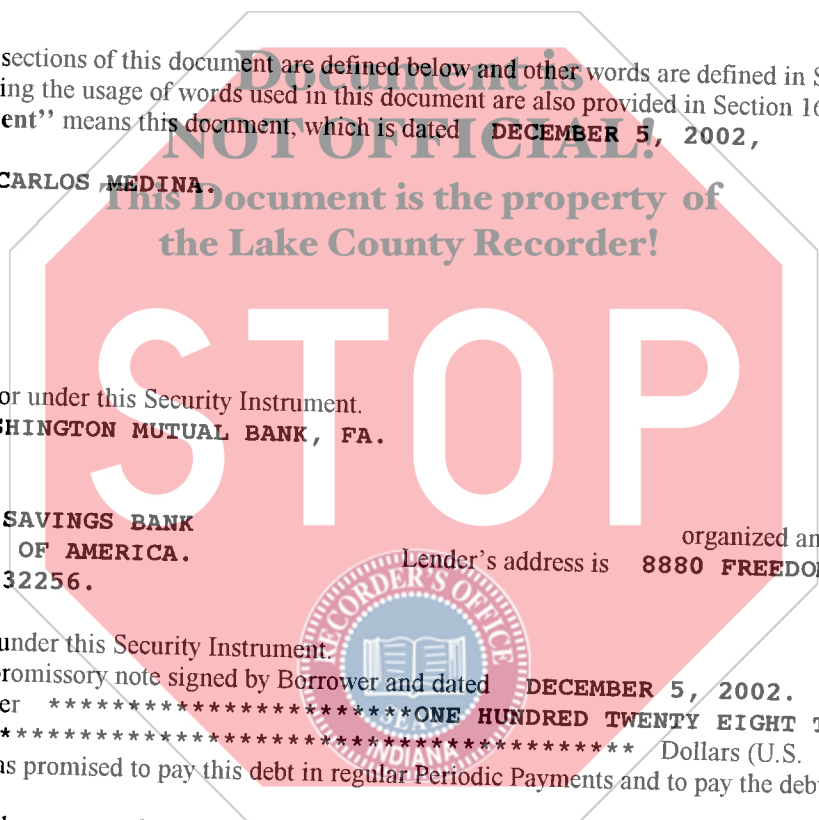 sections of this document are defined below and other words are defined in S
ing the usage of words used in this document are also provided in Section 16
ent” means this document, which is dated DECEMBER 5, 2002,
CARLOS MEDINA.
Document is
NOT OFFICIAL!
This Document is the property of
the Lake County Recorder!
STOP
or under this Security Instrument.
SHINGTON MUTUAL BANK, FA.
SAVINGS BANK organized an
OF AMERICA.
Lender's address is 8880 FREEDO
32256.
RECORDER'S OFFICE
SEAL
INDIANA
under this Security Instrument.
romissory note signed by Borrower and dated DECEMBER 5, 2002.
er ***********************ONE HUNDRED TWENTY EIGHT T
**************************************** Dollars (U.S.
as promised to pay this debt in regular Periodic Payments and to pay the debt